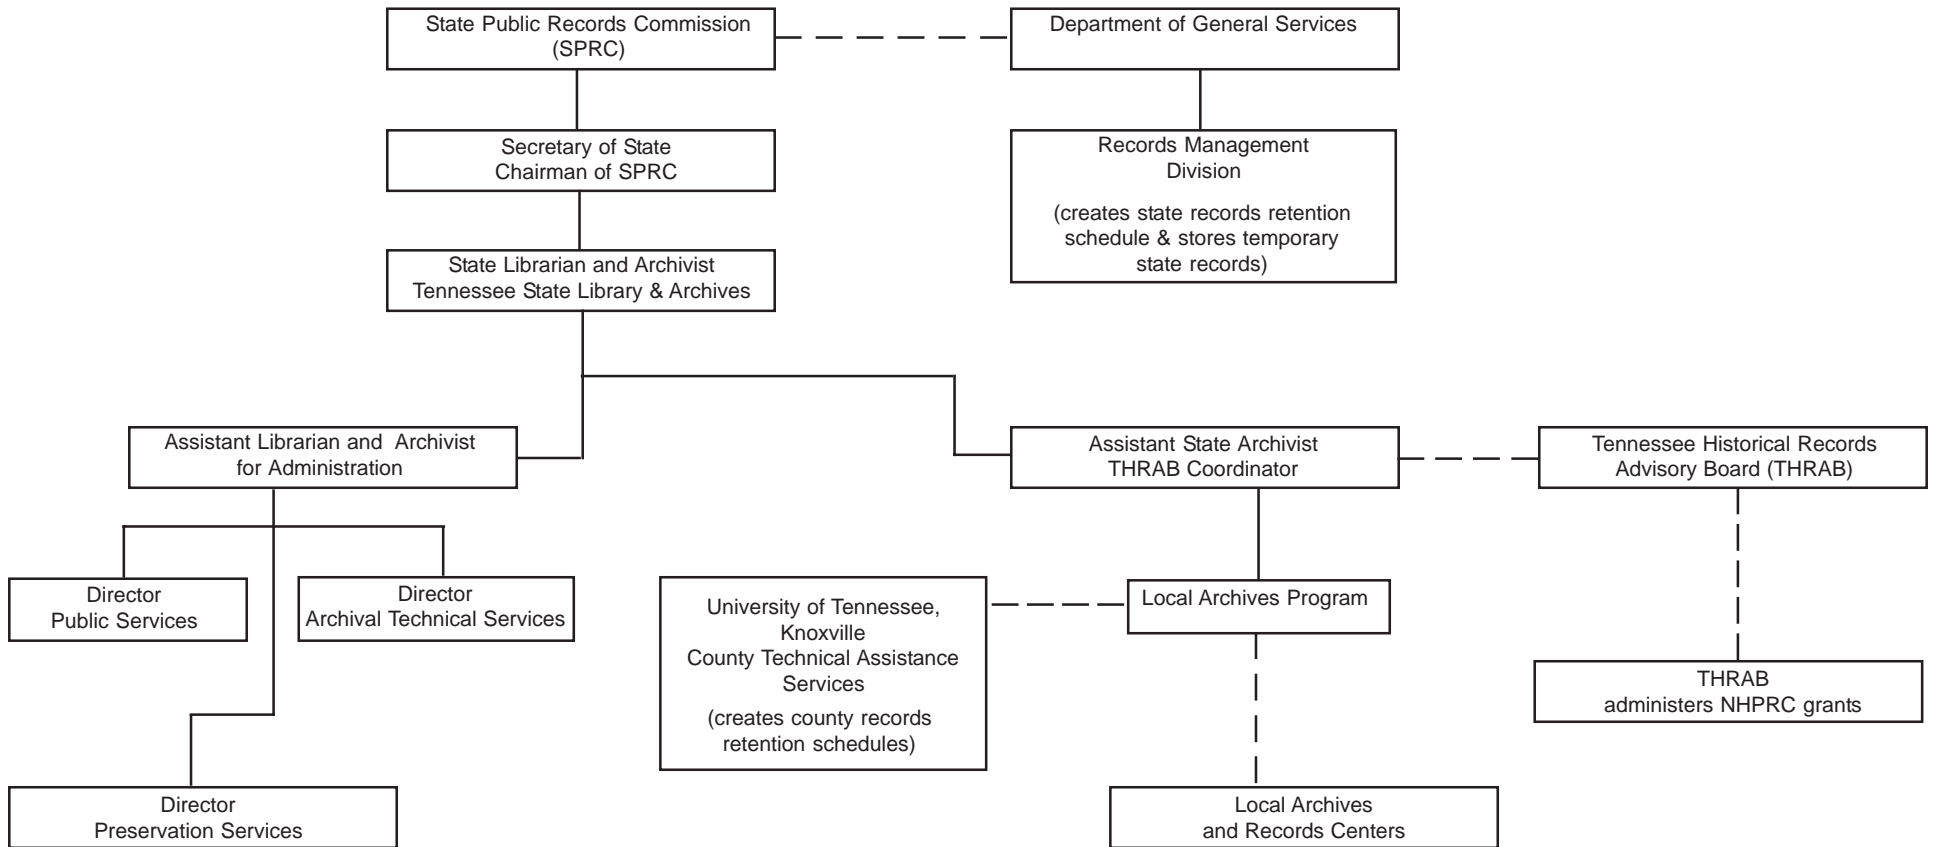 State Public Records Commission
(SPRC)
Department of General Services
Secretary of State
Chairman of SPRC
Records Management
Division
(creates state records retention
schedule & stores temporary
state records)
State Librarian and Archivist
Tennessee State Library & Archives
Assistant Librarian and Archivist
for Administration
Assistant State Archivist
THRAB Coordinator
Tennessee Historical Records
Advisory Board (THRAB)
Director
Public Services
Director
Archival Technical Services
University of Tennessee,
Knoxville
County Technical Assistance
Services
(creates county records
retention schedules)
Local Archives Program
THRAB
administers NHPRC grants
Director
Preservation Services
Local Archives
and Records Centers